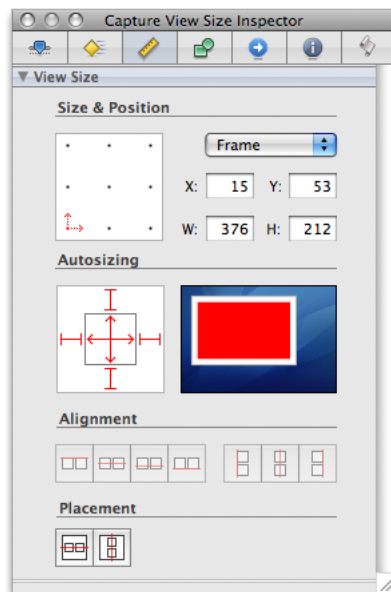 Capture View Size Inspector
View Size
Size & Position
Frame
X: 15 Y: 53
W: 376 H: 212
Autosizing
Alignment
Placement